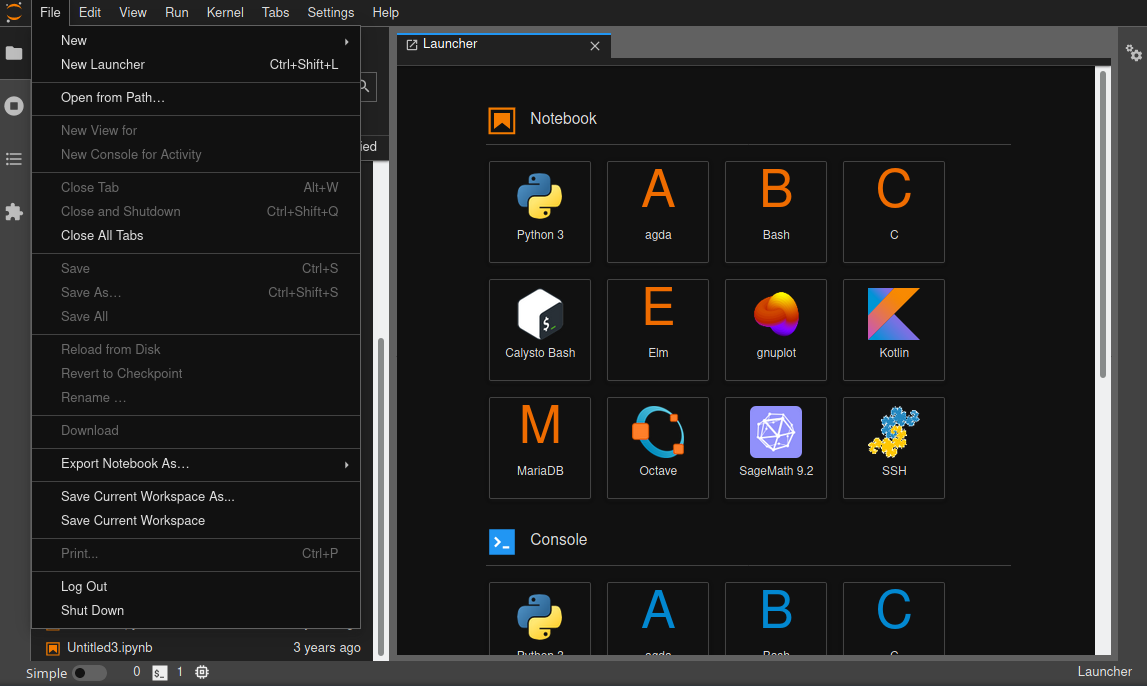 File Edit View Run Kernel Tabs Settings Help
New
New Launcher Ctrl+Shift+L
Open from Path…
New View for
New Console for Activity
Close Tab Alt+W
Close and Shutdown Ctrl+Shift+Q
Close All Tabs
Save Ctrl+S
Save As… Ctrl+Shift+S
Save All
Reload from Disk
Revert to Checkpoint
Rename …
Download
Export Notebook As…
Save Current Workspace As...
Save Current Workspace
Print... Ctrl+P
Log Out
Shut Down
Untitled3.ipynb 3 years ago
Launcher
Notebook
Python 3 A agda B Bash C C
Calysto Bash E Elm gnuplot Kotlin
M MariaDB Octave SageMath 9.2 SSH
Console
Python 3 A agda B Bash C C
Simple 0 $_ 1 Launcher